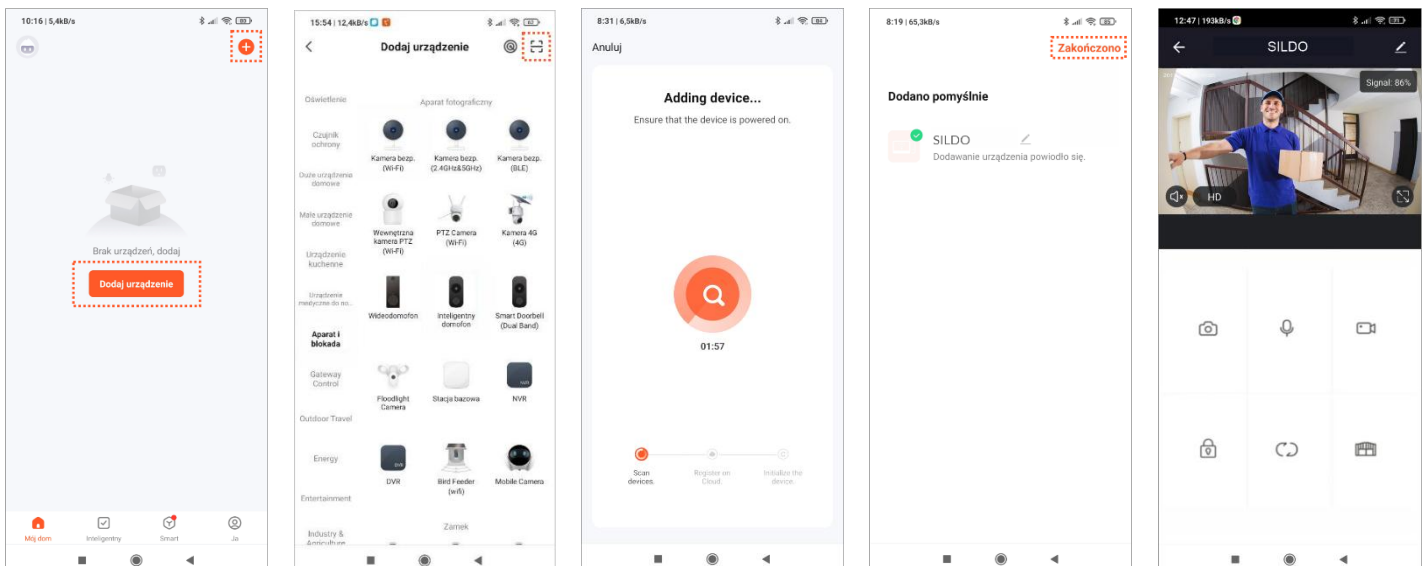 10:16 | 5,4kB/s
Brak urządzeń, dodaj
Dodaj urządzenie
Mój dom
Inteligentny
Smart
Ja
15:54 | 12,4kB/s
Dodaj urządzenie
Oświetlenie
Aparat fotograficzny
Czujnik
ochrony
Kamera bezp.
(Wi-Fi)
Kamera bezp.
(2.4GHz&5GHz)
Kamera bezp.
(BLE)
Duże urządzenia
domowe
Małe urządzenie
domowe
Wewnętrzna
kamera PTZ
(Wi-Fi)
PTZ Camera
(Wi-Fi)
Kamera 4G
(4G)
Urządzenie
kuchenne
Urządzenie
medyczne do
Wideodomofon
Inteligentny
domofon
Smart Doorbell
(Dual Band)
Aparat i
blokada
Gateway
Control
Floodlight
Camera
Stacja bazowa
NVR
Outdoor Travel
Energy
DVR
Bird Feeder
(wifi)
Mobile Camera
Entertainment
Zamek
Industry &
Agriculture
8:31 | 6,5kB/s
Anuluj
Adding device...
Ensure that the device is powered on.
01:57
Scan
devices.
Register on
Cloud.
Initialize the
device.
8:19 | 65,3kB/s
Zakończono
Dodano pomyślnie
SILDO
Dodawanie urządzenia powiodło się.
12:47 | 193kB/s
SILDO
Signal: 86%
HD